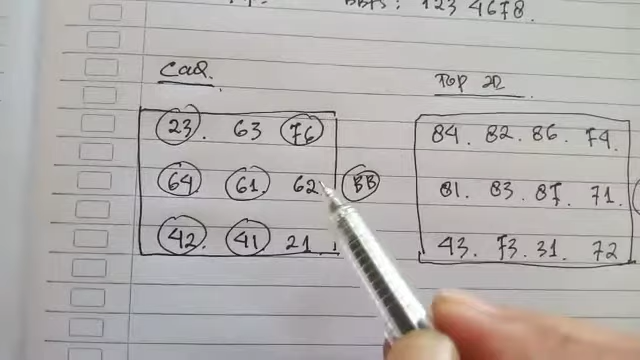 BBFS : 123 4678.
Cad.
Top 2D
23. 63 76
64. 61. 62 BB
42. 41 21.
84. 82. 86. 74.
81. 83. 87. 71.
43. 73. 31. 72